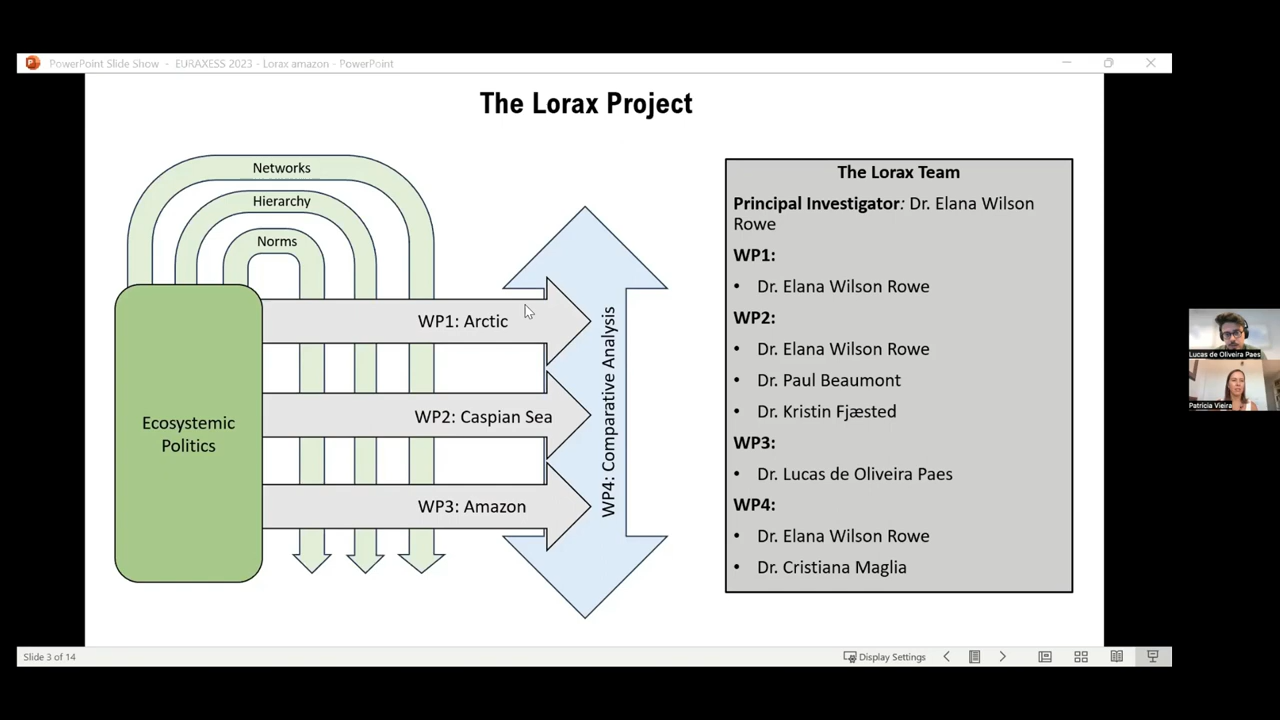 PowerPoint Slide Show - EURAXESS 2023 - Lorax amazon - PowerPoint
The Lorax Project
Networks
Hierarchy
Norms
Ecosystemic
Politics
WP1: Arctic
WP2: Caspian Sea
WP3: Amazon
WP4: Comparative Analysis
The Lorax Team
Principal Investigator: Dr. Elana Wilson
Rowe
WP1:
• Dr. Elana Wilson Rowe
WP2:
• Dr. Elana Wilson Rowe
• Dr. Paul Beaumont
• Dr. Kristin Fjæsted
WP3:
• Dr. Lucas de Oliveira Paes
WP4:
• Dr. Elana Wilson Rowe
• Dr. Cristiana Maglia
Lucas de Oliveira Paes
Patrícia Vieira
Slide 3 of 14
Display Settings